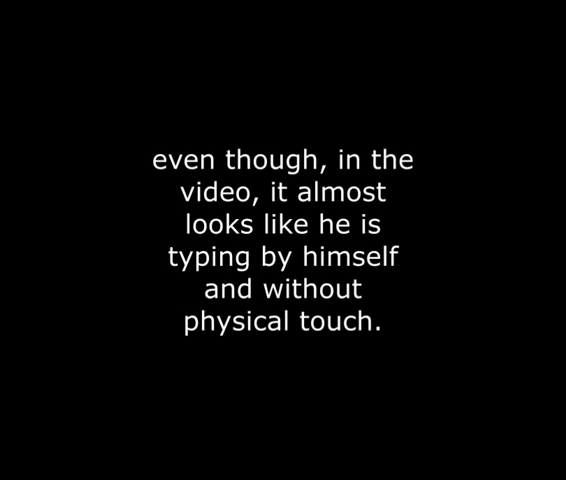 even though, in the
video, it almost
looks like he is
typing by himself
and without
physical touch.